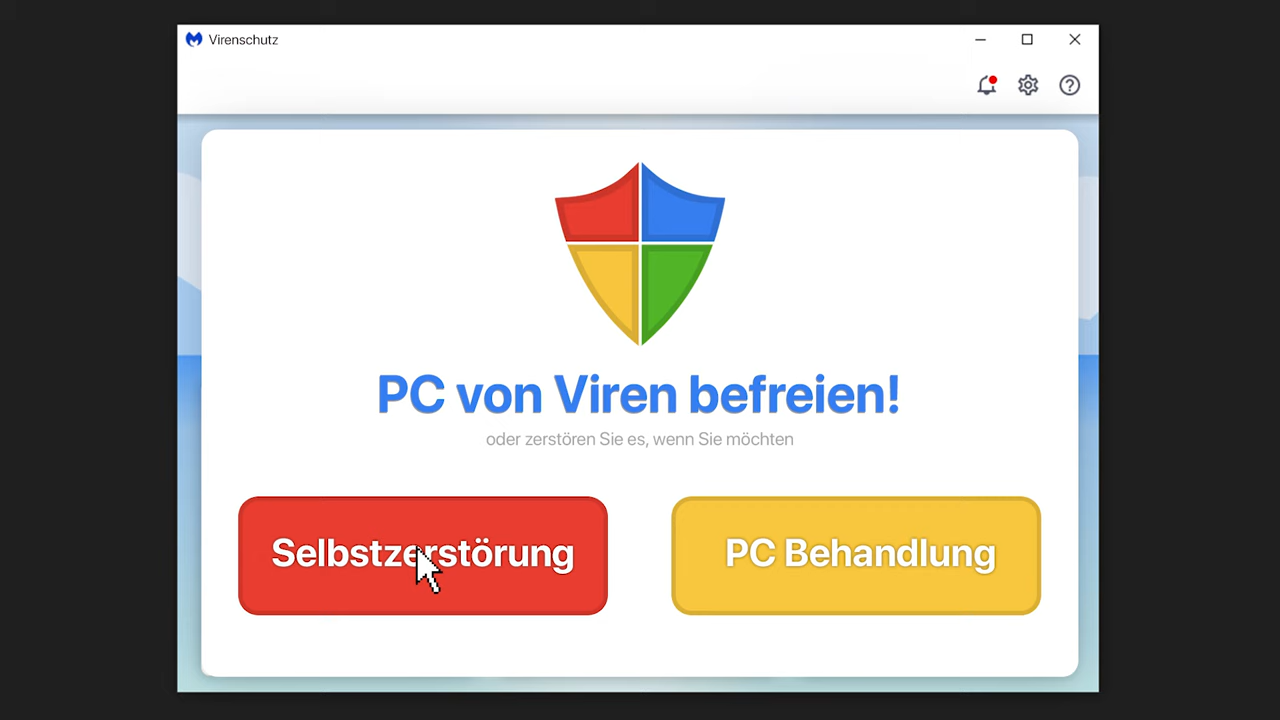 Virenschutz
PC von Viren befreien!
oder zerstören Sie es, wenn Sie möchten
Selbstzerstörung
PC Behandlung